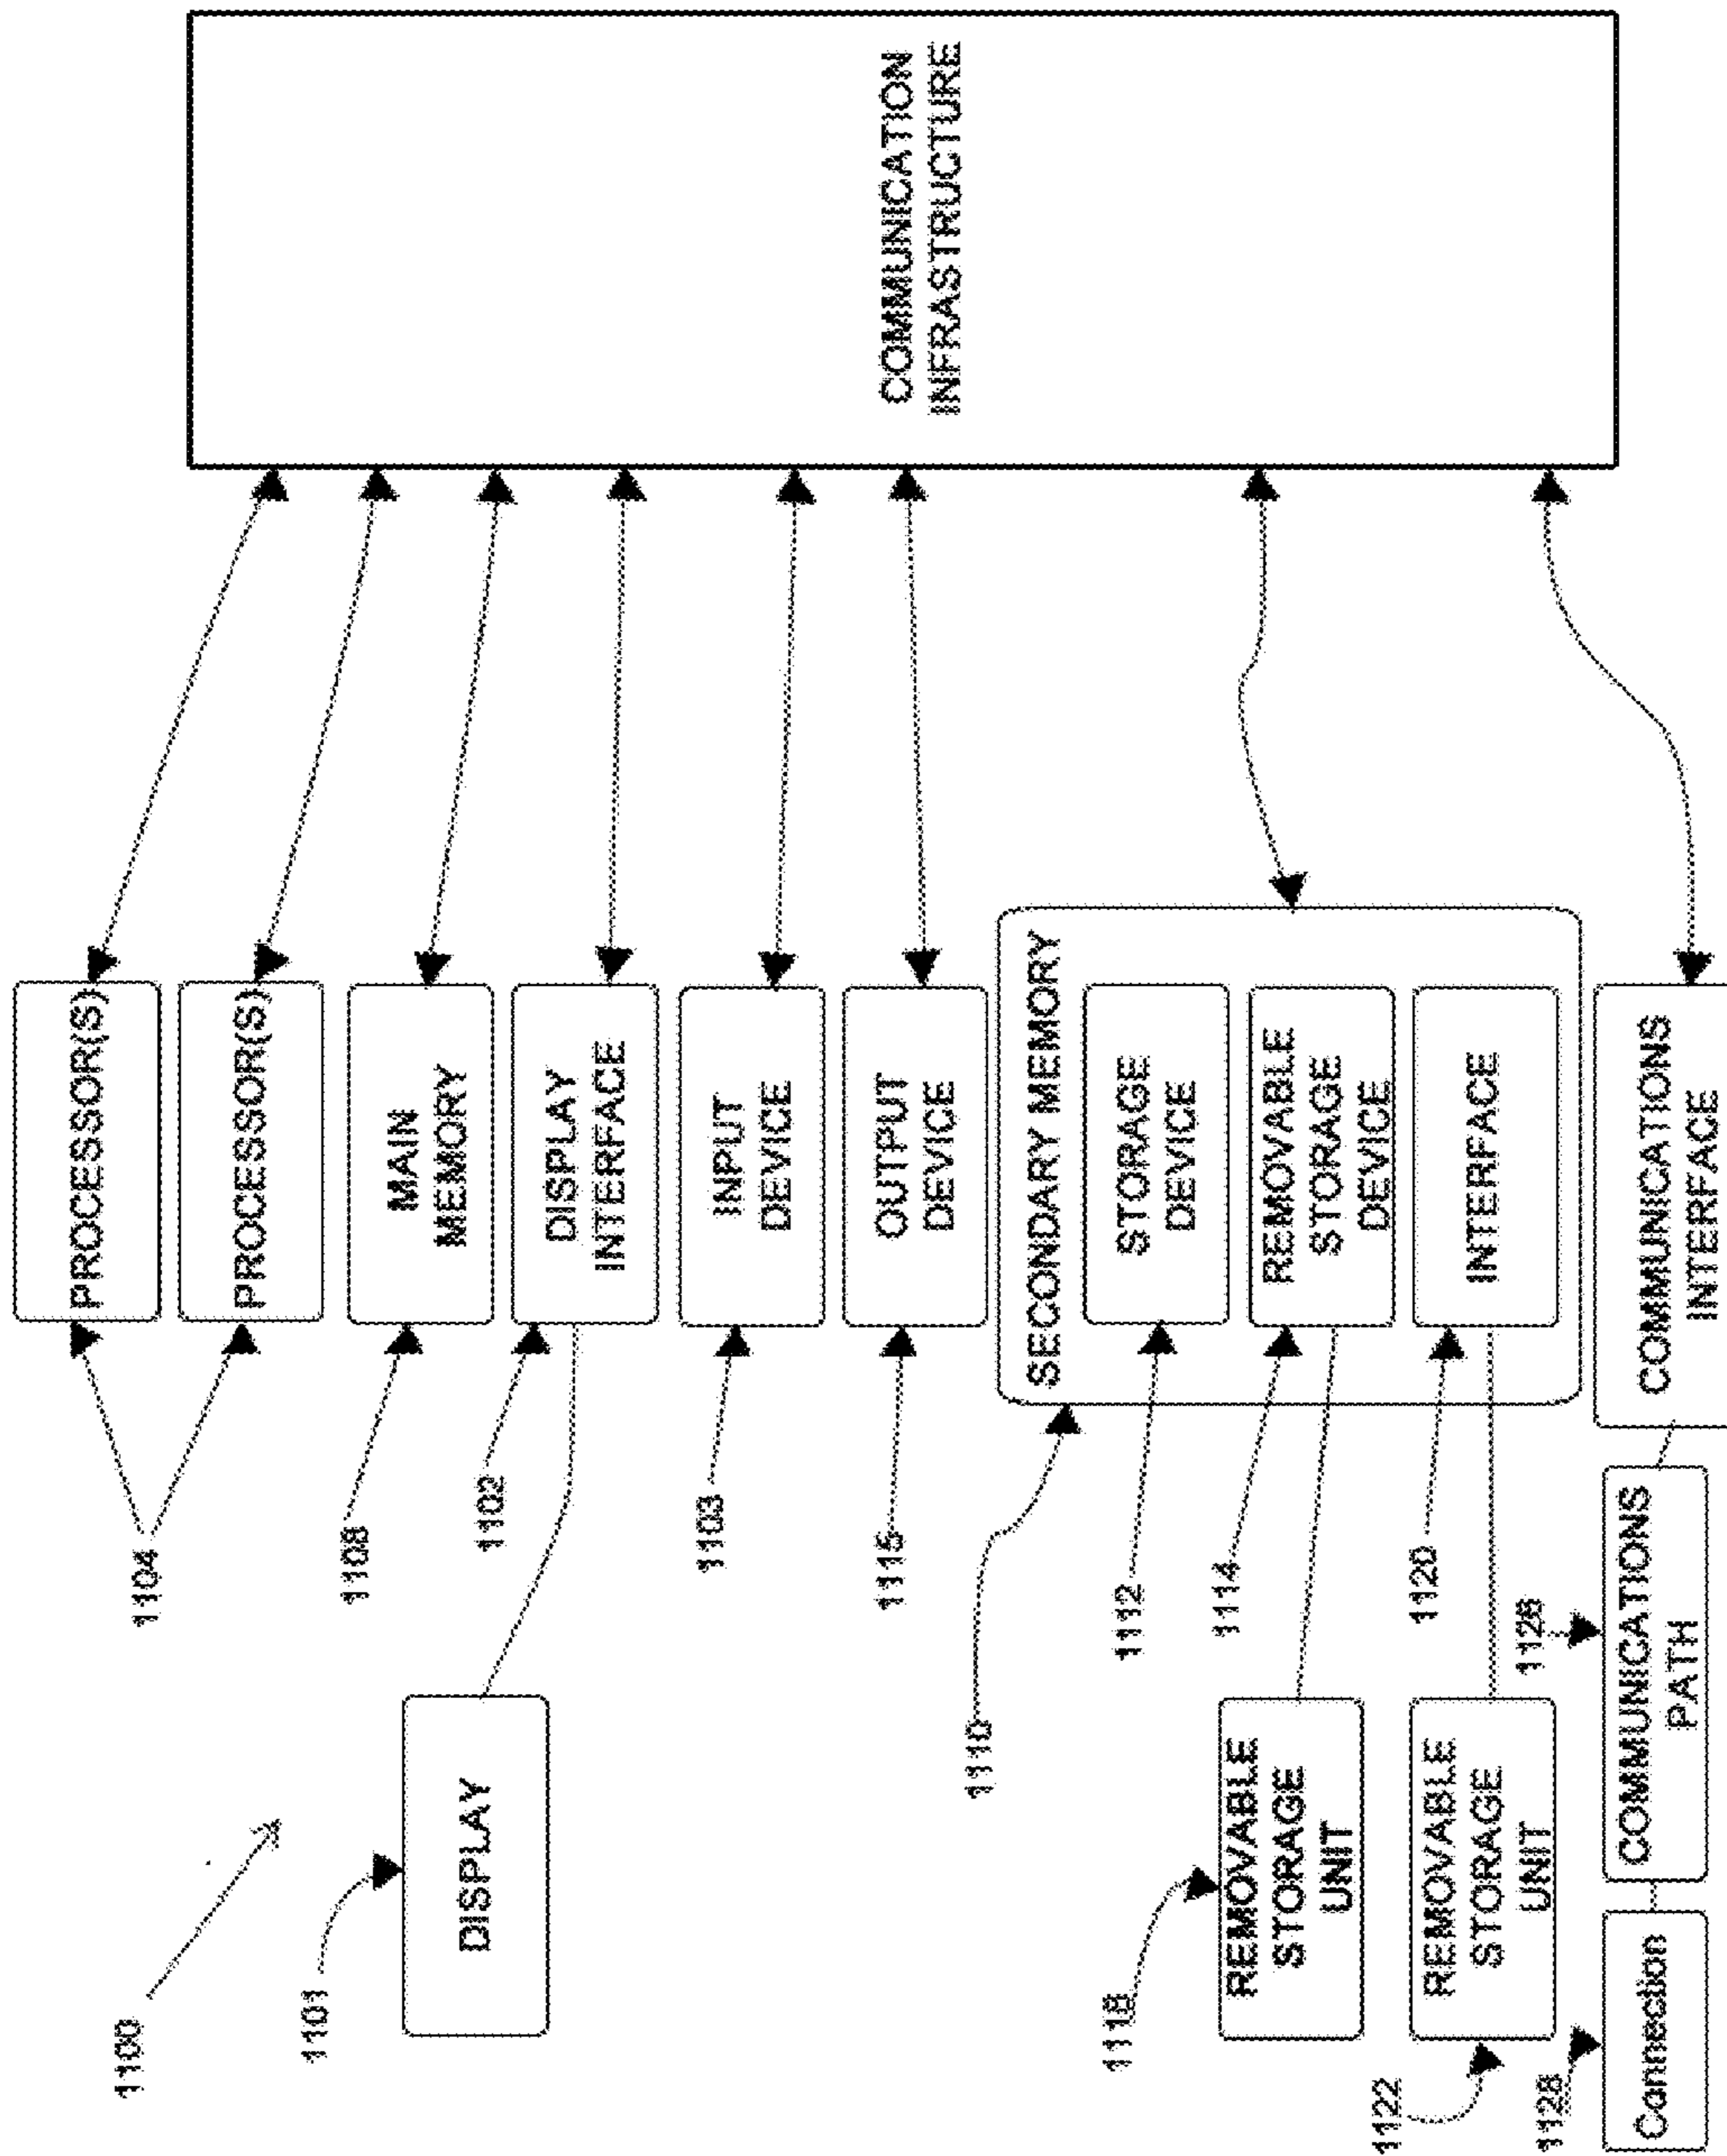 1100
1104
PROCESSOR(S)
PROCESSOR(S)
1108
MAIN
MEMORY
1101
DISPLAY
1102
DISPLAY
INTERFACE
1103
INPUT
DEVICE
1115
OUTPUT
DEVICE
1110
SECONDARY MEMORY
1112
STORAGE
DEVICE
1118
REMOVABLE
STORAGE
UNIT
1114
REMOVABLE
STORAGE
DEVICE
1122
REMOVABLE
STORAGE
UNIT
1120
INTERFACE
1128
Connection
1126
COMMUNICATIONS
PATH
COMMUNICATIONS
INTERFACE
COMMUNICATION
INFRASTRUCTURE